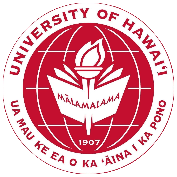 UNIVERSITY OF HAWAI‘I
MĀLAMALAMA
1907
UA MAU KE EA O KA ‘ĀINA I KA PONO